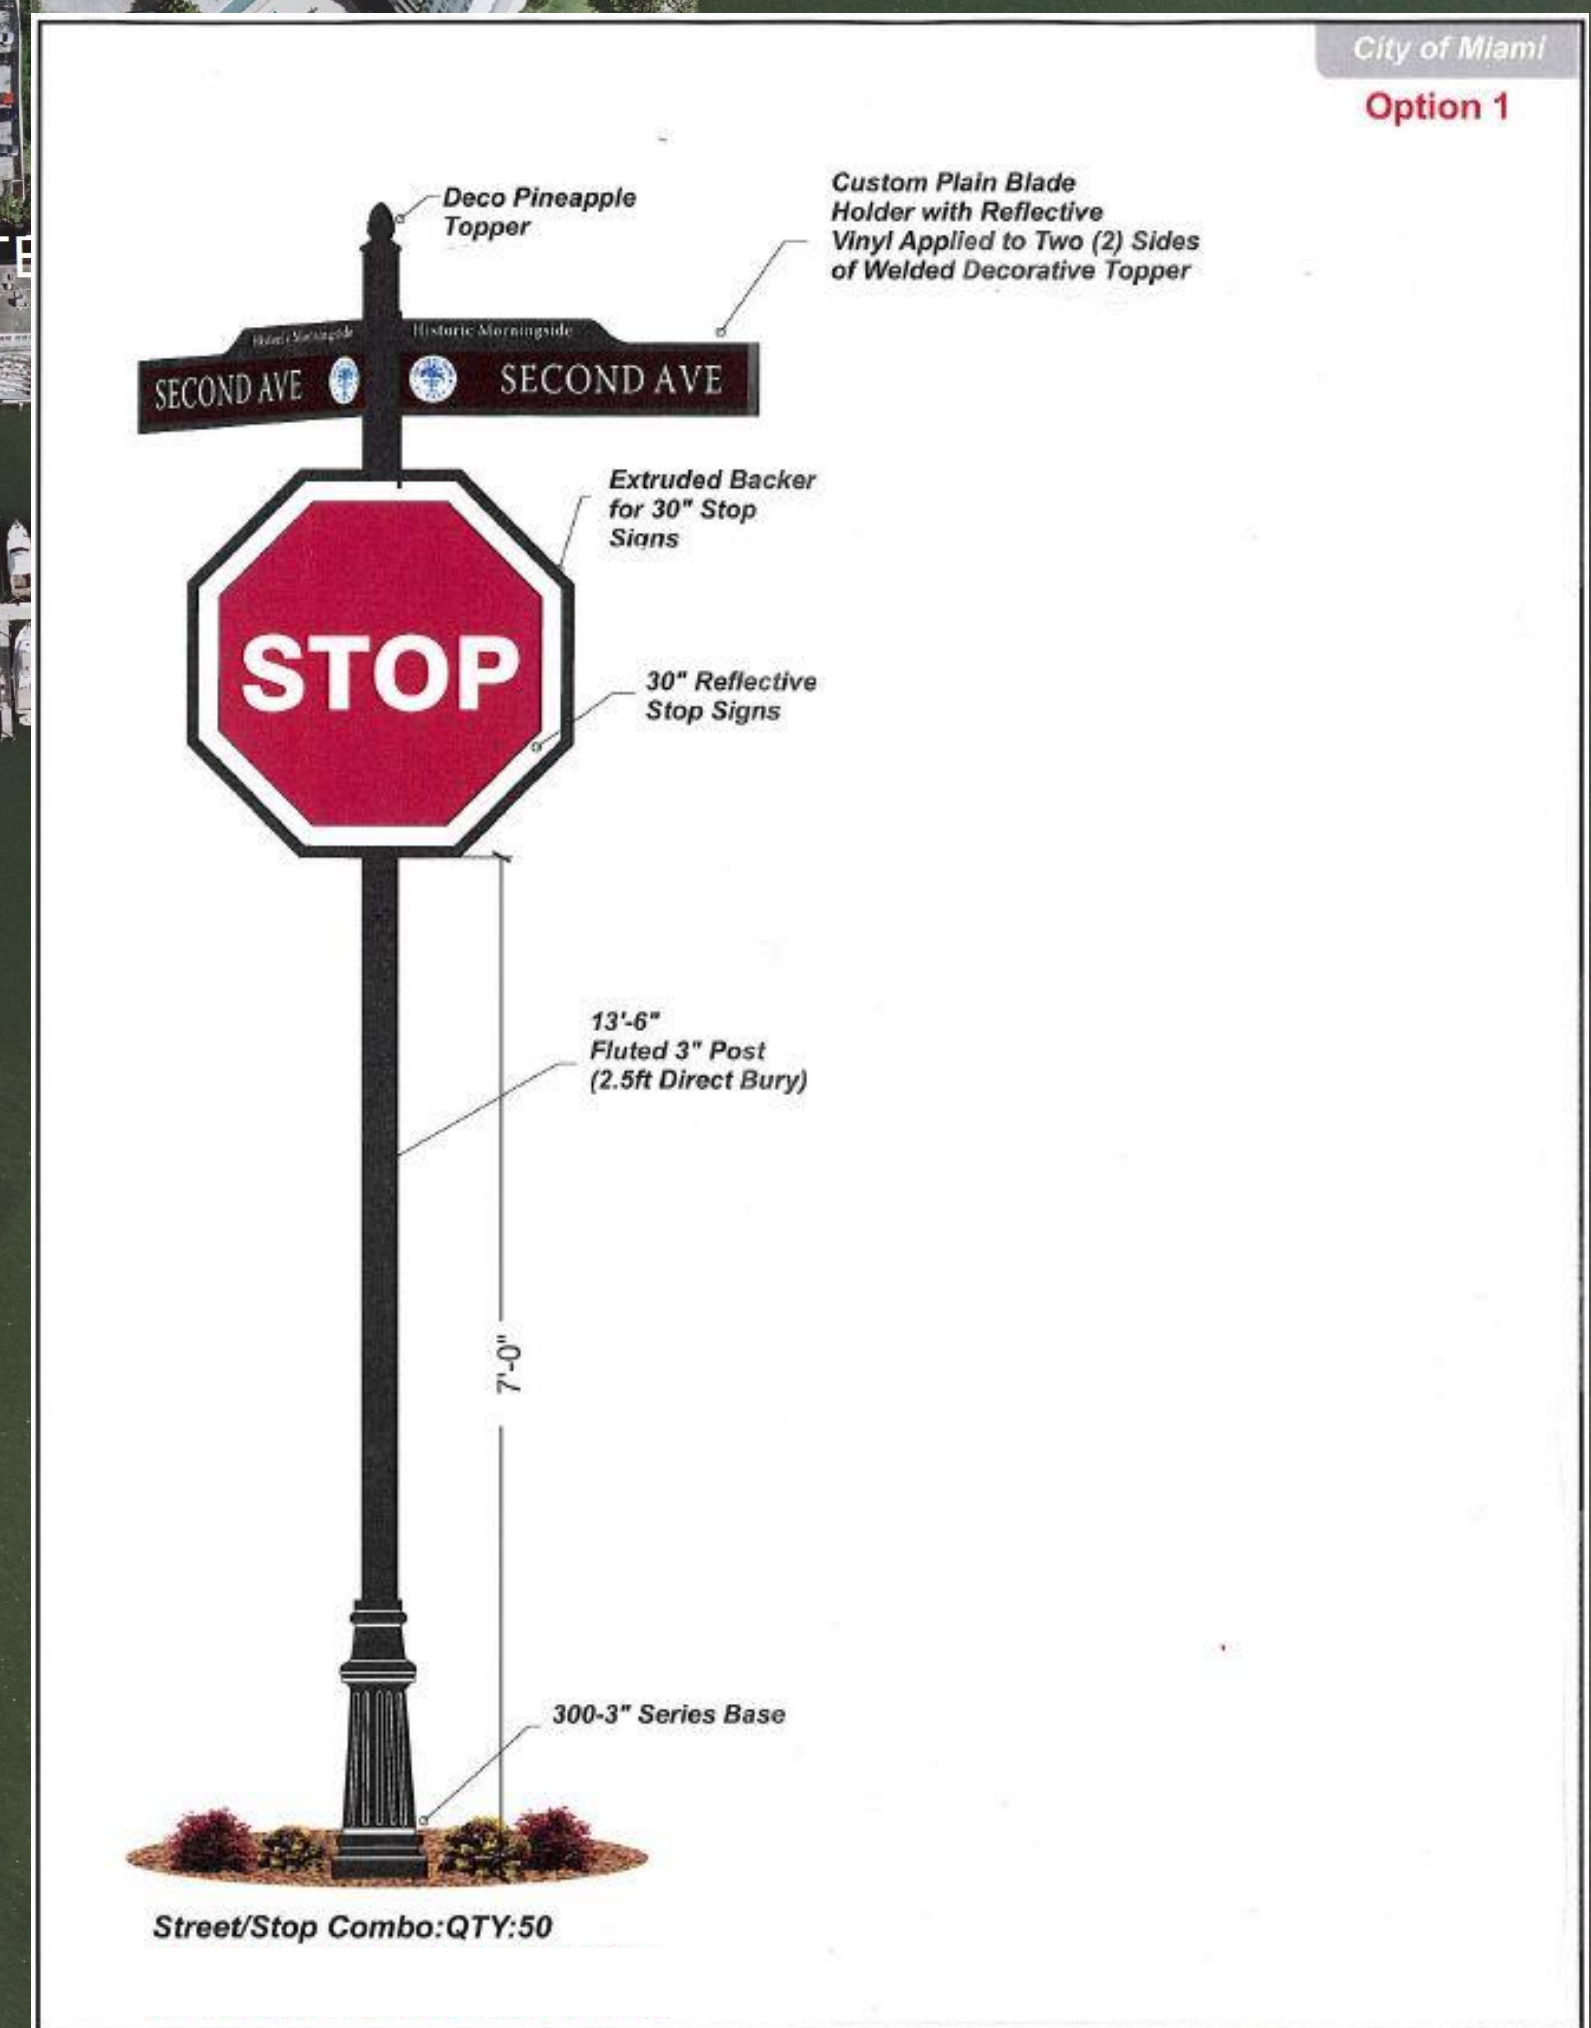 City of Miami
Option 1
Deco Pineapple
Topper
Custom Plain Blade
Holder with Reflective
Vinyl Applied to Two (2) Sides
of Welded Decorative Topper
Historic Morningside
Historic Morningside
SECOND AVE
SECOND AVE
Extruded Backer
for 30" Stop
Signs
STOP
30" Reflective
Stop Signs
13'-6"
Fluted 3" Post
(2.5ft Direct Bury)
7'-0"
300-3" Series Base
Street/Stop Combo:QTY:50